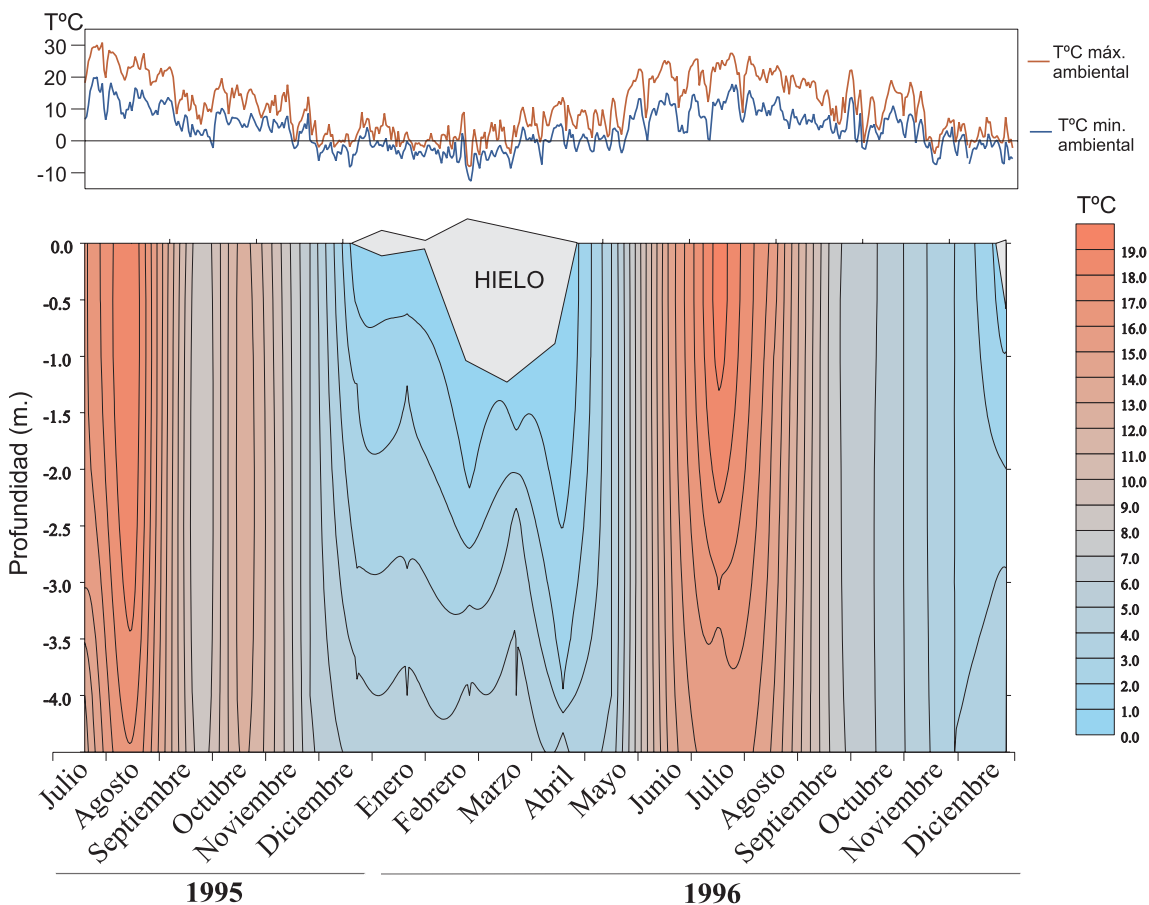 TºC
30
20
10
0
-10
TºC máx.
ambiental
TºC min.
ambiental
TºC
19.0
18.0
17.0
16.0
15.0
14.0
13.0
12.0
11.0
10.0
9.0
8.0
7.0
6.0
5.0
4.0
3.0
2.0
1.0
0.0
Profundidad (m.)
0.0
-0.5
-1.0
-1.5
-2.0
-2.5
-3.0
-3.5
-4.0
HIELO
Julio
Agosto
Septiembre
Octubre
Noviembre
Diciembre
Enero
Febrero
Marzo
Abril
Mayo
Junio
Julio
Agosto
Septiembre
Octubre
Noviembre
Diciembre
1995
1996